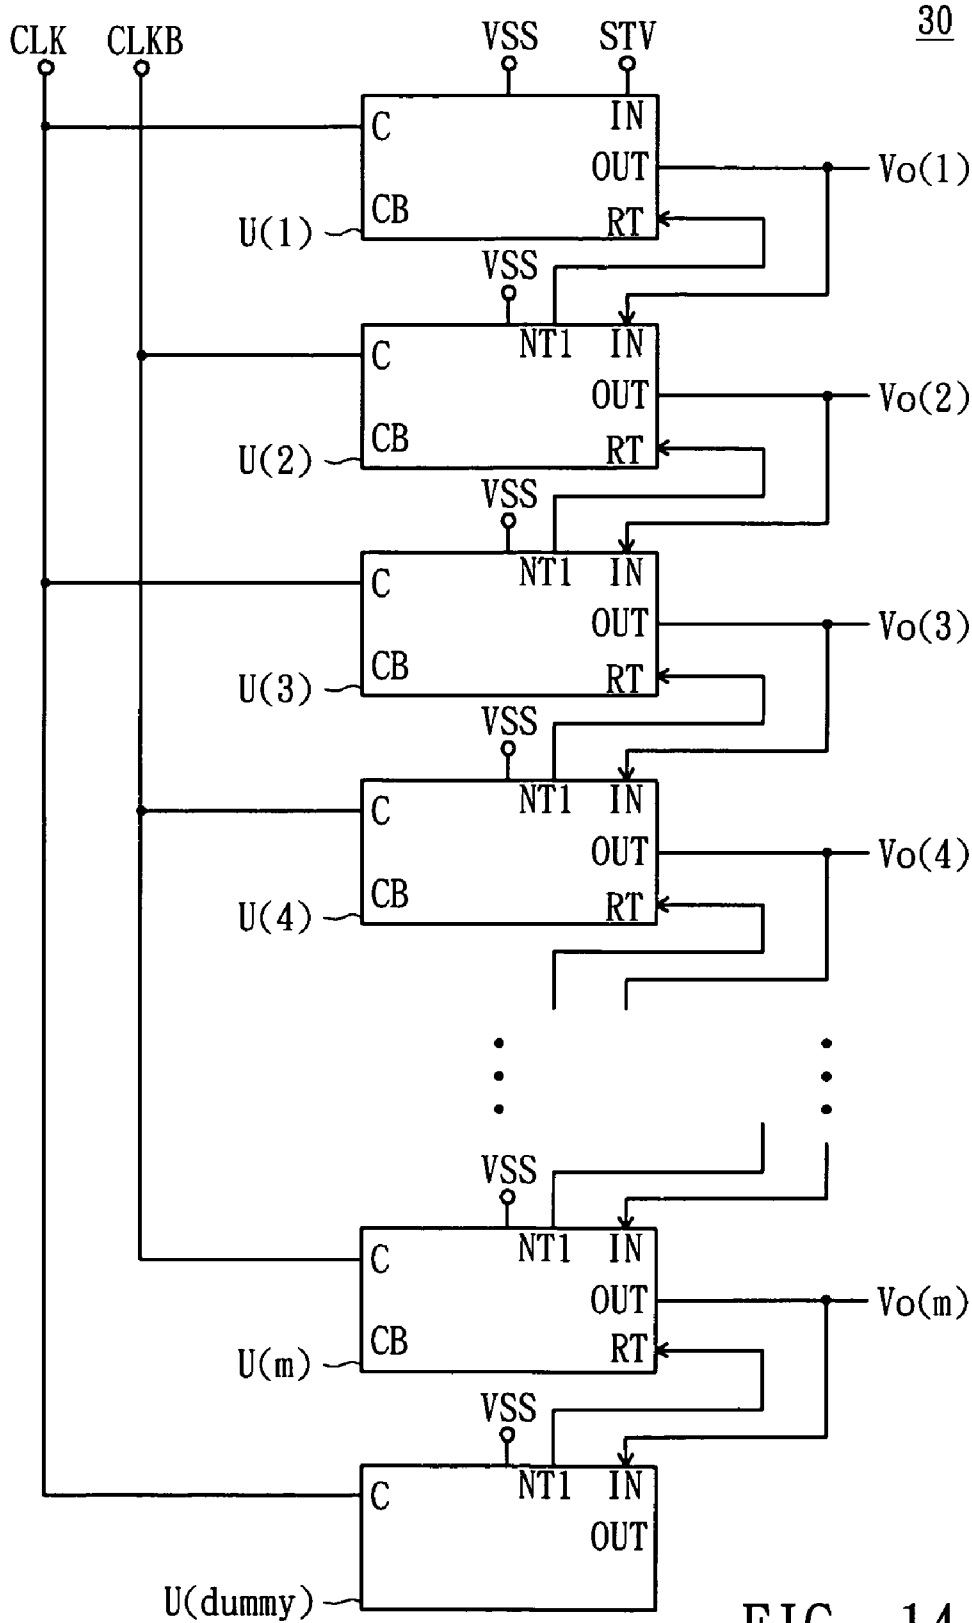 30
CLK CLKB VSS STV
C IN
OUT Vo(1)
CB RT
U(1)
VSS
NT1 IN
C
OUT Vo(2)
CB RT
U(2)
VSS
NT1 IN
C
OUT Vo(3)
CB RT
U(3)
VSS
NT1 IN
C
OUT Vo(4)
CB RT
U(4)
VSS
NT1 IN
C
OUT Vo(m)
CB RT
U(m)
VSS
NT1 IN
C
OUT
U(dummy)
FIG. 14